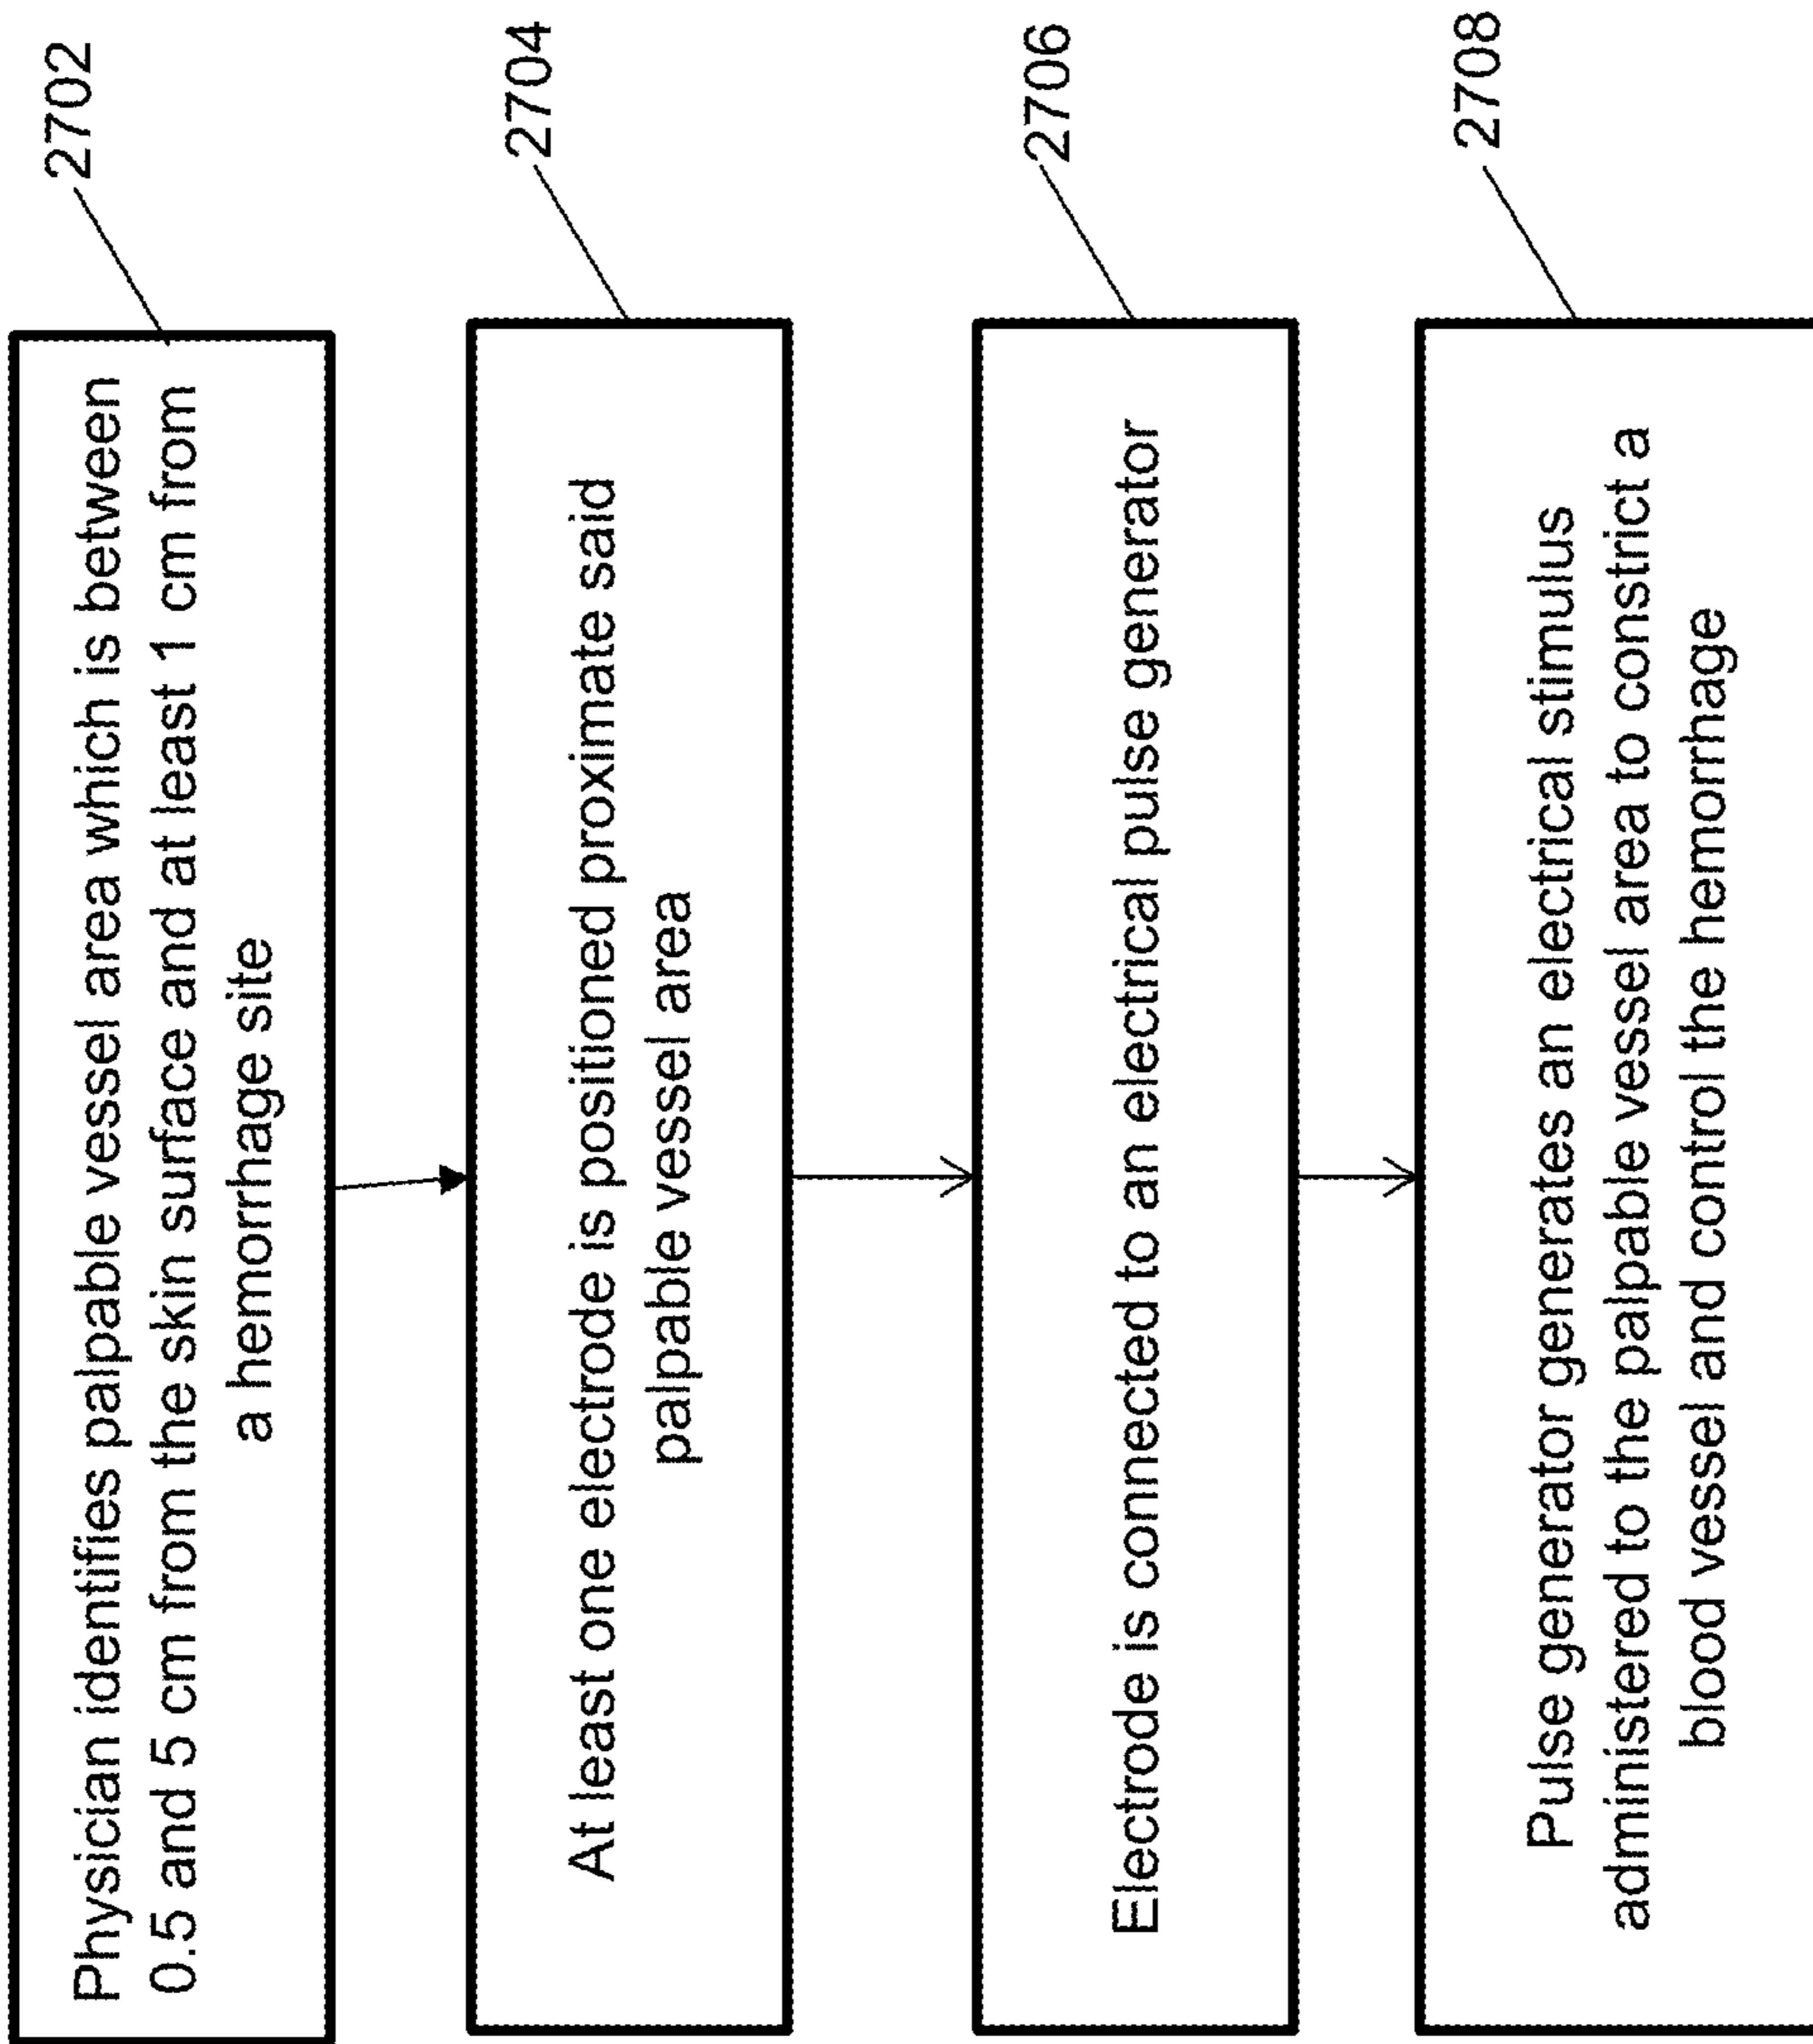 Physician identifies palpable vessel area which is between
0.5 and 5 cm from the skin surface and at least 1 cm from
a hemorrhage site
2702
At least one electrode is positioned proximate said
palpable vessel area
2704
Electrode is connected to an electrical pulse generator
2706
Pulse generator generates an electrical stimulus
administered to the palpable vessel area to constrict a
blood vessel and control the hemorrhage
2708